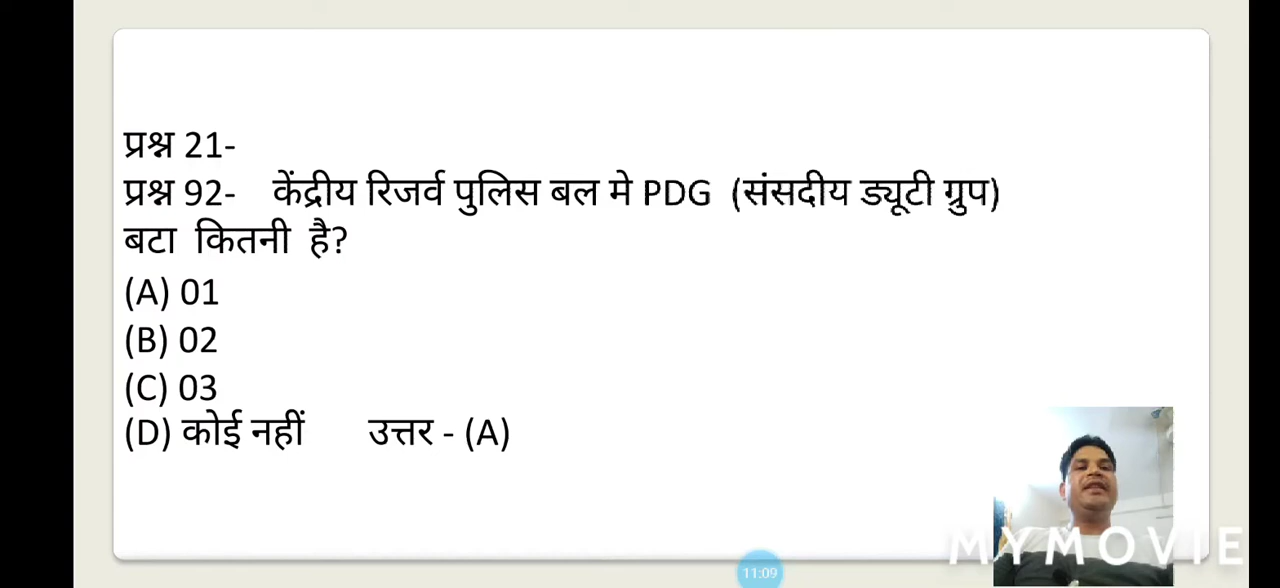 प्रश्न 21-
प्रश्न 92- केंद्रीय रिजर्व पुलिस बल मे PDG (संसदीय ड्यूटी ग्रुप)
बटा कितनी है?
(A) 01
(B) 02
(C) 03
(D) कोई नहीं उत्तर - (A)
MYMOVIE
11:09